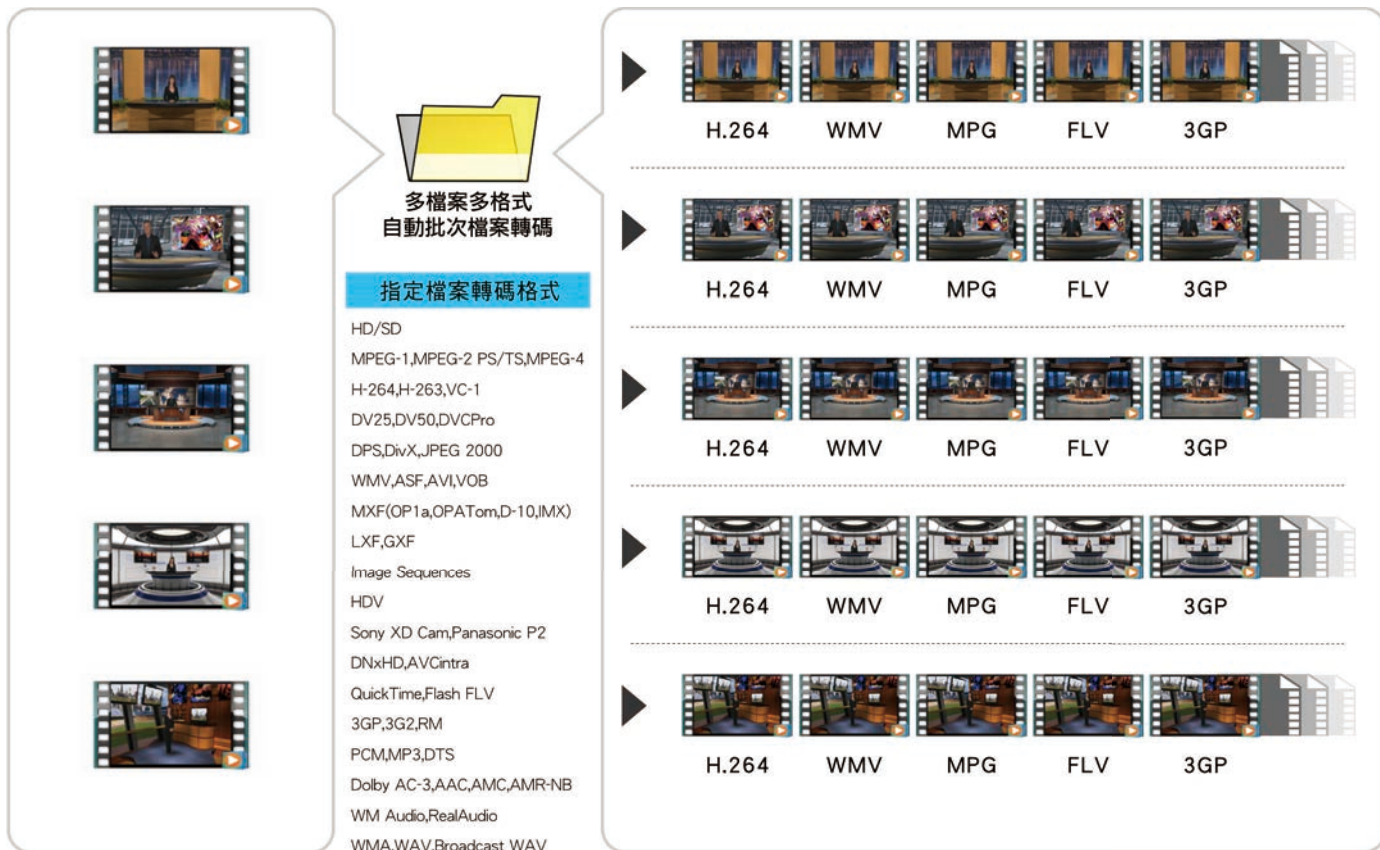 多檔案多格式
自動批次檔案轉碼
指定檔案轉碼格式
HD/SD
MPEG-1,MPEG-2 PS/TS,MPEG-4
H-264,H-263,VC-1
DV25,DV50,DVCPro
DPS,DivX,JPEG 2000
WMV,ASF,AVI,VOB
MXF(OP1a,OPATom,D-10,IMX)
LXF,GXF
Image Sequences
HDV
Sony XD Cam,Panasonic P2
DNxHD,AVCintra
QuickTime,Flash FLV
3GP,3G2,RM
PCM,MP3,DTS
Dolby AC-3,AAC,AMC,AMR-NB
WM Audio,RealAudio
WMA,WAV,Broadcast WAV
H.264 WMV MPG FLV 3GP
H.264 WMV MPG FLV 3GP
H.264 WMV MPG FLV 3GP
H.264 WMV MPG FLV 3GP
H.264 WMV MPG FLV 3GP